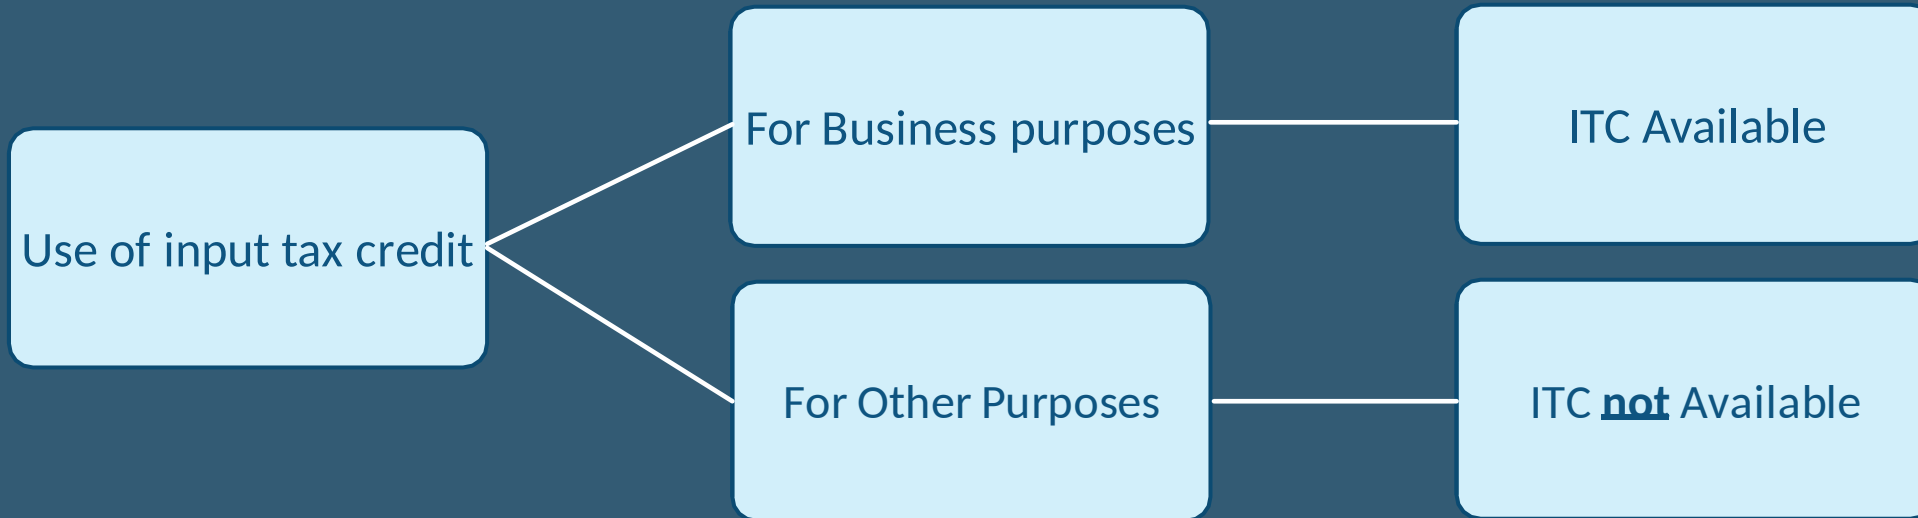 Use of input tax credit
For Business purposes
ITC Available
For Other Purposes
ITC not Available